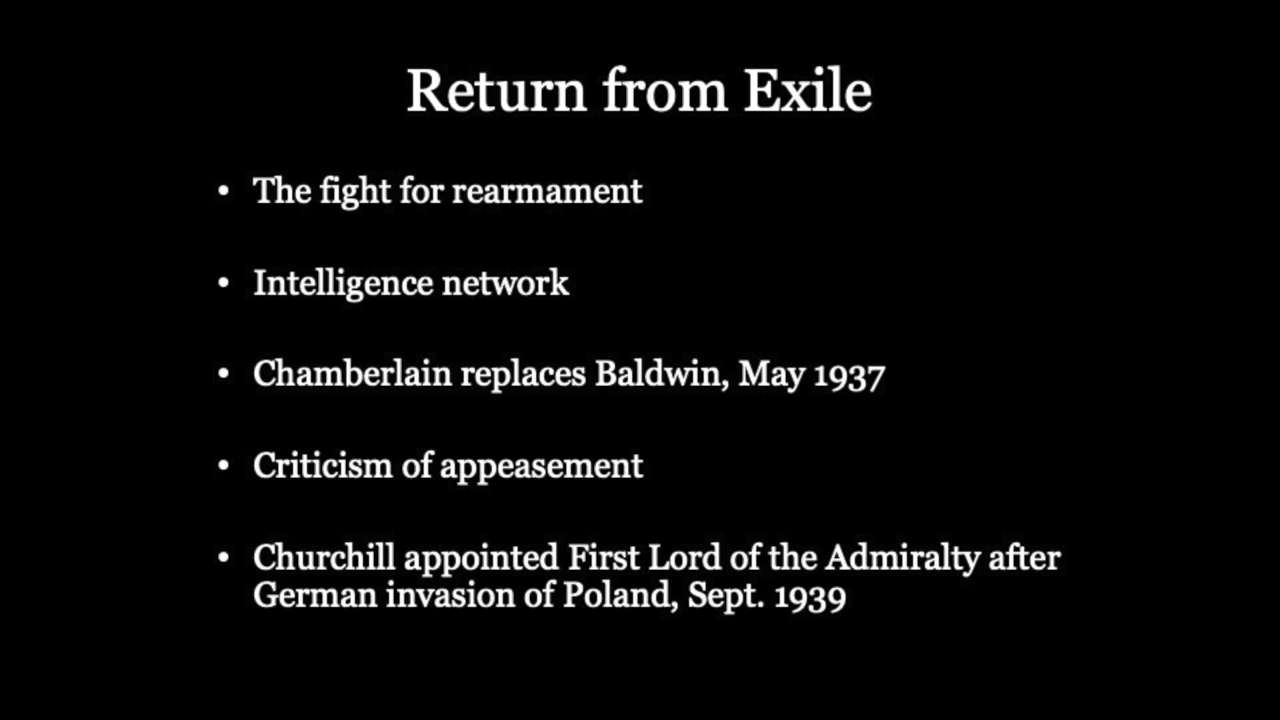 Return from Exile
• The fight for rearmament
• Intelligence network
• Chamberlain replaces Baldwin, May 1937
• Criticism of appeasement
• Churchill appointed First Lord of the Admiralty after
German invasion of Poland, Sept. 1939